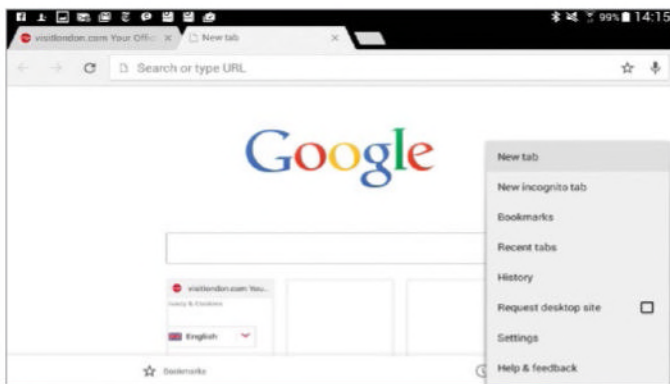 99% 14:15
visitlondon.com Your Offic
New tab
Search or type URL
Google
New tab
New incognito tab
Bookmarks
Recent tabs
History
Request desktop site
Settings
Help & feedback
visitlondon.com You..
English
Bookmarks